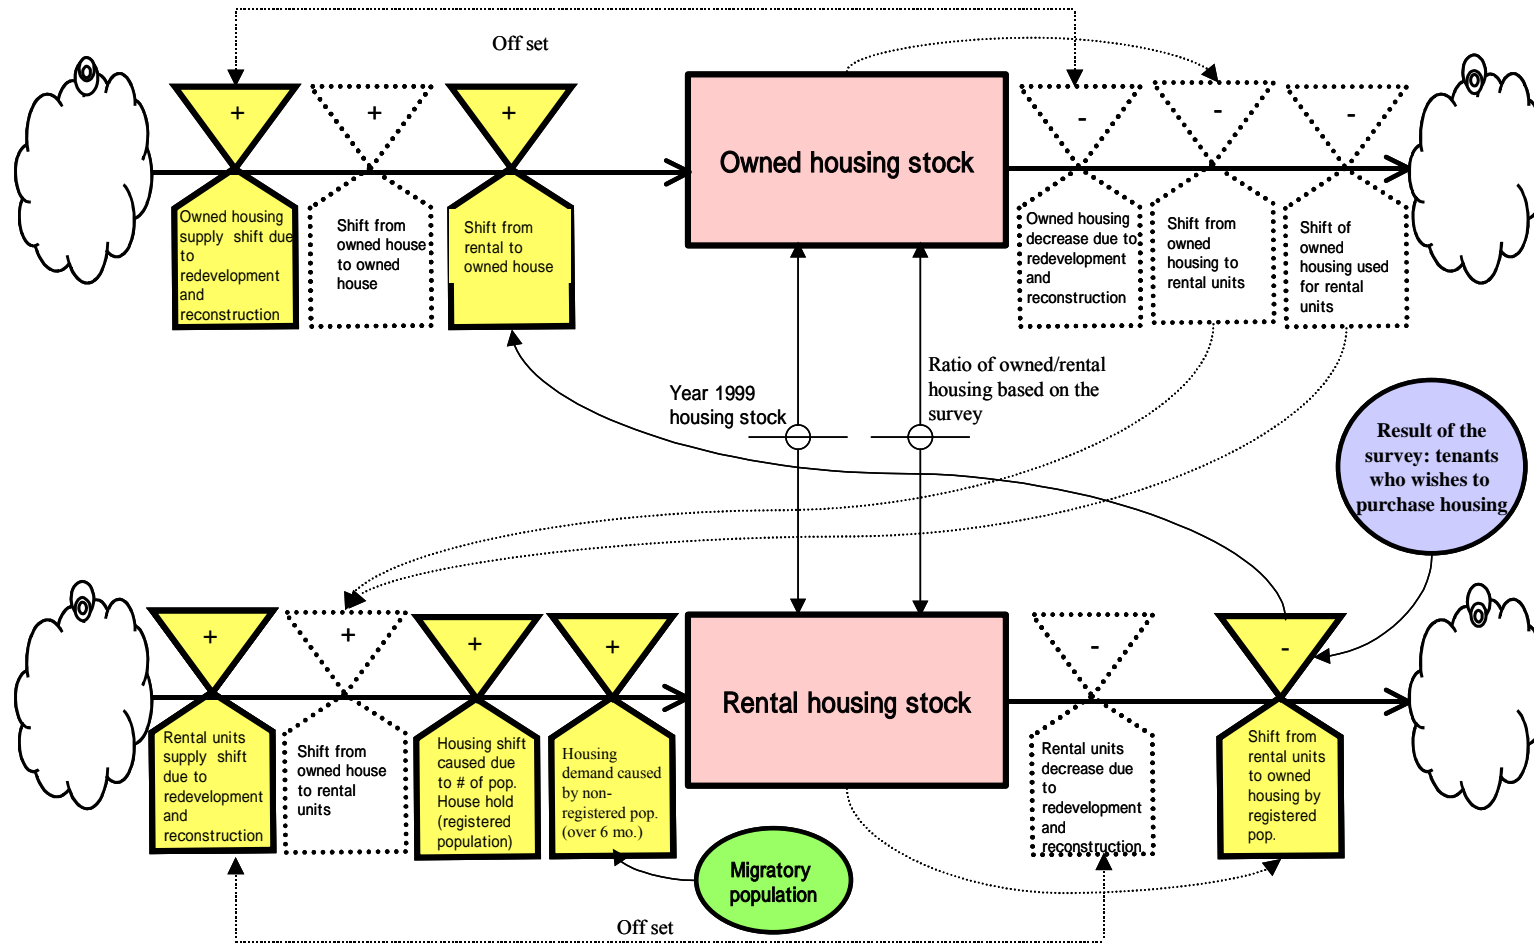 Off set
+
+
+
-
-
-
Owned housing stock
Owned housing
supply shift due
to
redevelopment
and
reconstruction
Shift from
owned house
to owned
house
Shift from
rental to
owned house
Owned housing
decrease due to
redevelopment
and
reconstruction
Shift from
owned
housing to
rental units
Shift of
owned
housing used
for rental
units
Year 1999
housing stock
Ratio of owned/rental
housing based on the
survey
Result of the
survey: tenants
who wishes to
purchase housing
+
+
+
+
-
-
Rental housing stock
Rental units
supply shift
due to
redevelopment
and
reconstruction
Shift from
owned house
to rental
units
Housing shift
caused due
to # of pop.
House hold
(registered
population)
Housing
demand caused
by non-
registered pop.
(over 6 mo.)
Rental units
decrease due
to
redevelopment
and
reconstruction
Shift from
rental units
to owned
housing by
registered
pop.
Migratory
population
Off set